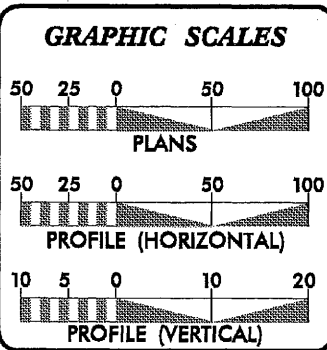 GRAPHIC SCALES
50 25 0 50 100
PLANS
50 25 0 50 100
PROFILE (HORIZONTAL)
10 5 0 10 20
PROFILE (VERTICAL)